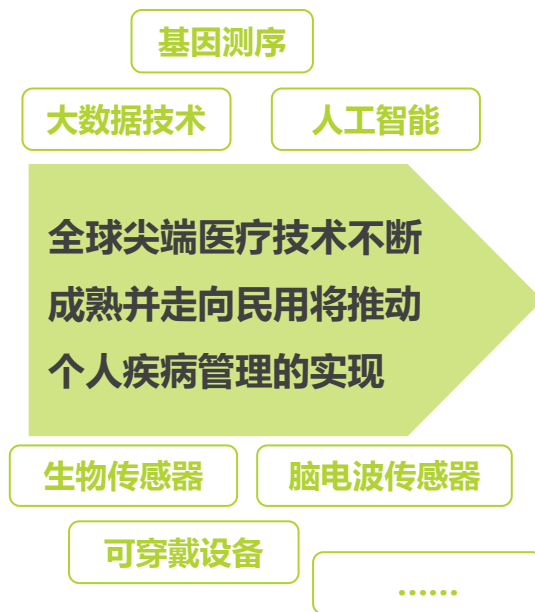 基因测序
大数据技术
人工智能
全球尖端医疗技术不断
成熟并走向民用将推动
个人疾病管理的实现
生物传感器
脑电波传感器
可穿戴设备
……